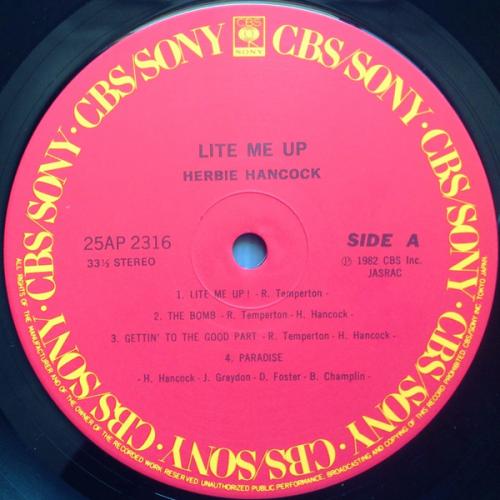 CBS
SONY
CBS/SONY · CBS/SONY · CBS/SONY · CBS/SONY · CBS/SONY · CBS/SONY · CBS/SONY
LITE ME UP
HERBIE HANCOCK
25AP 2316
33⅓ STEREO
SIDE A
Ⓟ 1982 CBS Inc.
JASRAC
1. LITE ME UP! - R. Temperton -
2. THE BOMB - R. Temperton - H. Hancock -
3. GETTIN' TO THE GOOD PART - R. Temperton - H. Hancock -
4. PARADISE
- H. Hancock - J. Graydon - D. Foster - B. Champlin -
ALL RIGHTS OF THE MANUFACTURER AND OF THE OWNER OF THE RECORDED WORK RESERVED UNAUTHORIZED PUBLIC PERFORMANCE, BROADCASTING AND COPYING OF THIS RECORD PROHIBITED CBS/SONY INC. TOKYO JAPAN